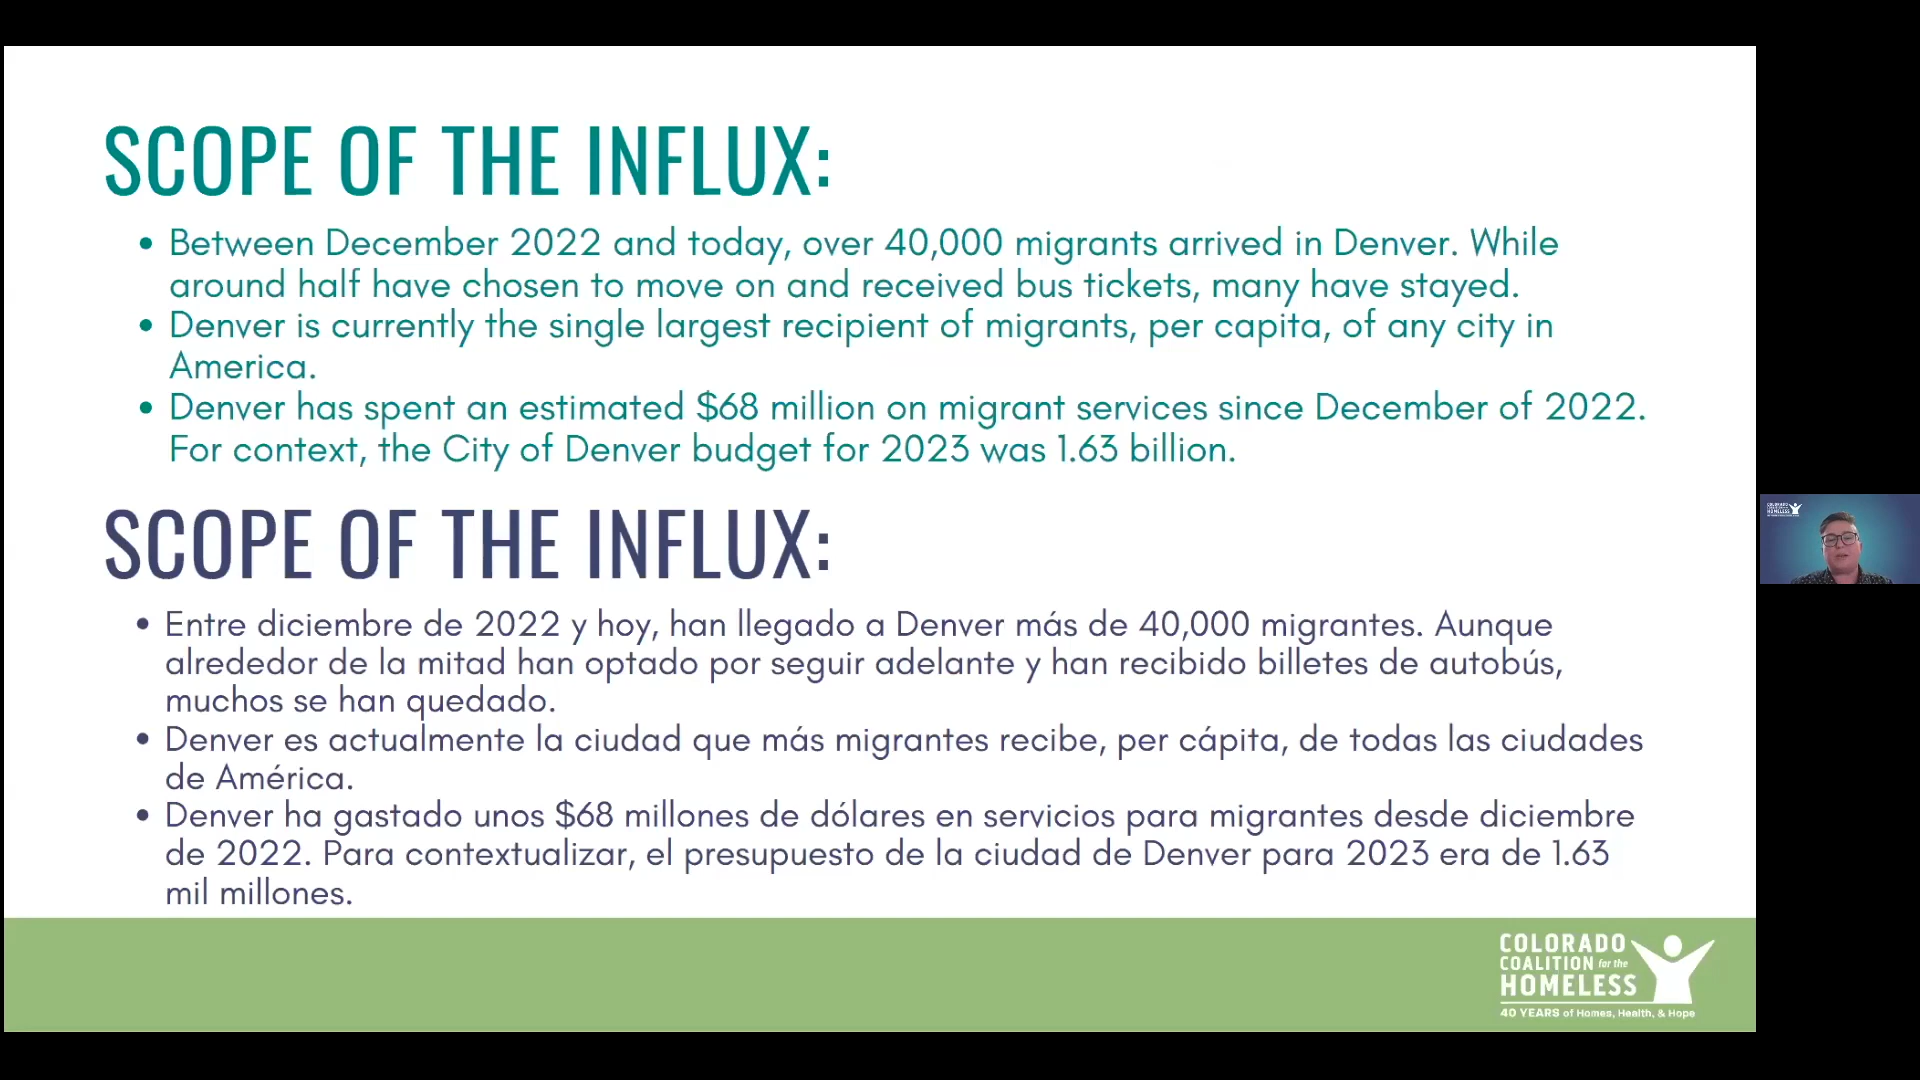 SCOPE OF THE INFLUX:
• Between December 2022 and today, over 40,000 migrants arrived in Denver. While
around half have chosen to move on and received bus tickets, many have stayed.
• Denver is currently the single largest recipient of migrants, per capita, of any city in
America.
• Denver has spent an estimated $68 million on migrant services since December of 2022.
For context, the City of Denver budget for 2023 was 1.63 billion.
SCOPE OF THE INFLUX:
• Entre diciembre de 2022 y hoy, han llegado a Denver más de 40,000 migrantes. Aunque
alrededor de la mitad han optado por seguir adelante y han recibido billetes de autobús,
muchos se han quedado.
• Denver es actualmente la ciudad que más migrantes recibe, per cápita, de todas las ciudades
de América.
• Denver ha gastado unos $68 millones de dólares en servicios para migrantes desde diciembre
de 2022. Para contextualizar, el presupuesto de la ciudad de Denver para 2023 era de 1.63
mil millones.
COLORADO
COALITION for the
HOMELESS
40 YEARS of Homes, Health, & Hope
COLORADO
HOMELESS